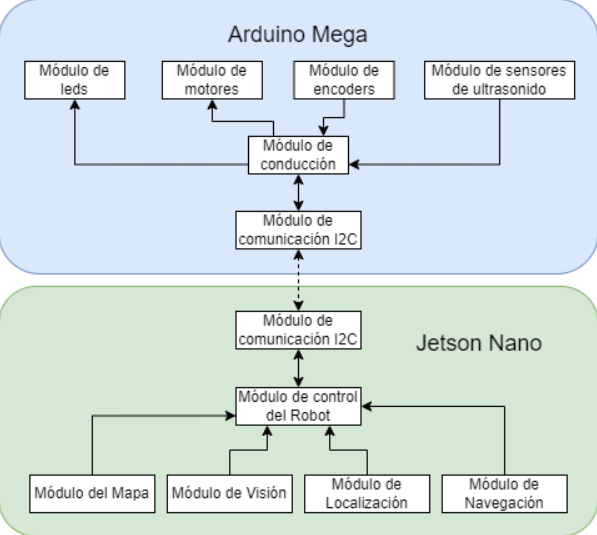 Arduino Mega
Módulo de
leds
Módulo de
motores
Módulo de
encoders
Módulo de sensores
de ultrasonido
Módulo de
conducción
Módulo de
comunicación I2C
Módulo de
comunicación I2C
Jetson Nano
Módulo de control
del Robot
Módulo del Mapa
Módulo de Visión
Módulo de
Localización
Módulo de
Navegación